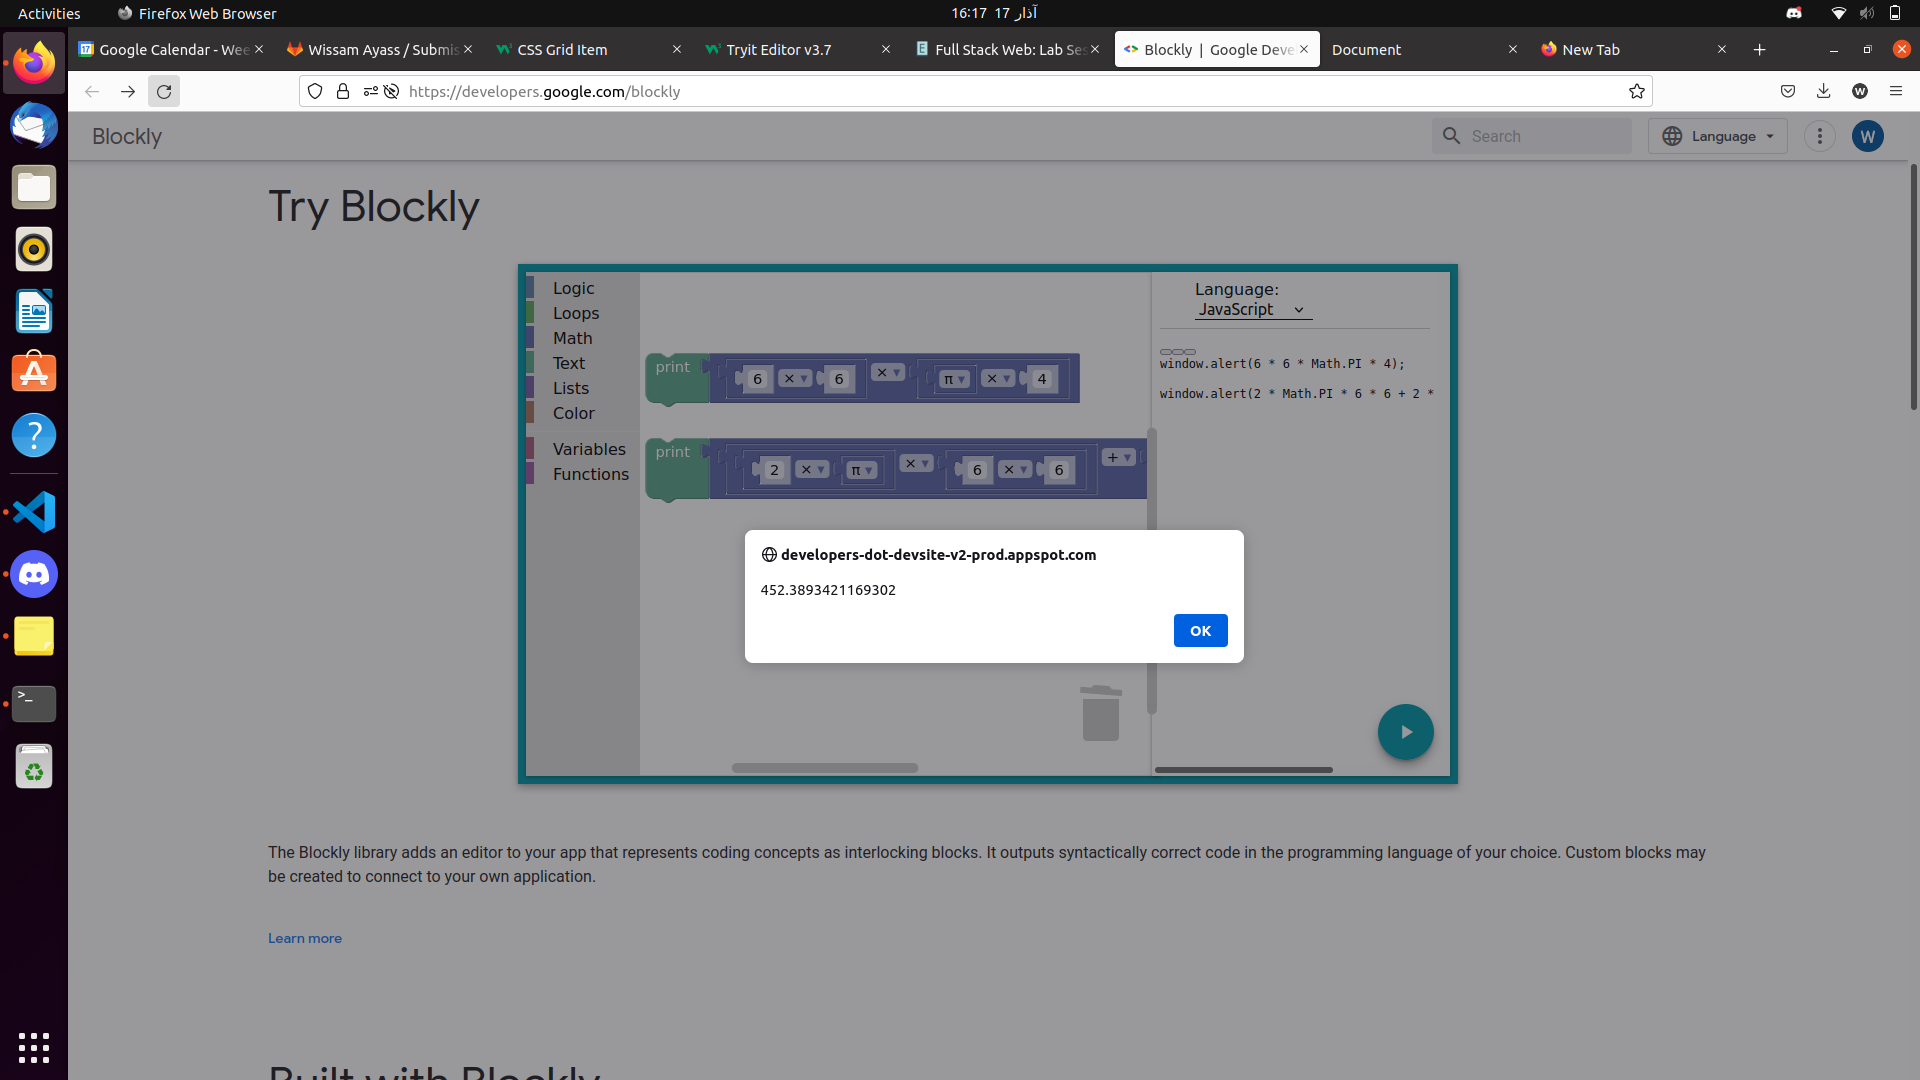 Activities
Firefox Web Browser
16:17 17 آذار
Google Calendar - Wee
Wissam Ayass / Submis
CSS Grid Item
Tryit Editor v3.7
Full Stack Web: Lab Ses
Blockly | Google Deve
Document
New Tab
https://developers.google.com/blockly
W
Blockly
Search
Language
W
Try Blockly
Logic
Loops
Math
Text
Lists
Color
Variables
Functions
print 6 × 6 × π × 4
print 2 × π × 6 × 6 +
Language:
JavaScript
window.alert(6 * 6 * Math.PI * 4);
window.alert(2 * Math.PI * 6 * 6 + 2 *
developers-dot-devsite-v2-prod.appspot.com
452.3893421169302
OK
The Blockly library adds an editor to your app that represents coding concepts as interlocking blocks. It outputs syntactically correct code in the programming language of your choice. Custom blocks may
be created to connect to your own application.
Learn more
Built with Blockly